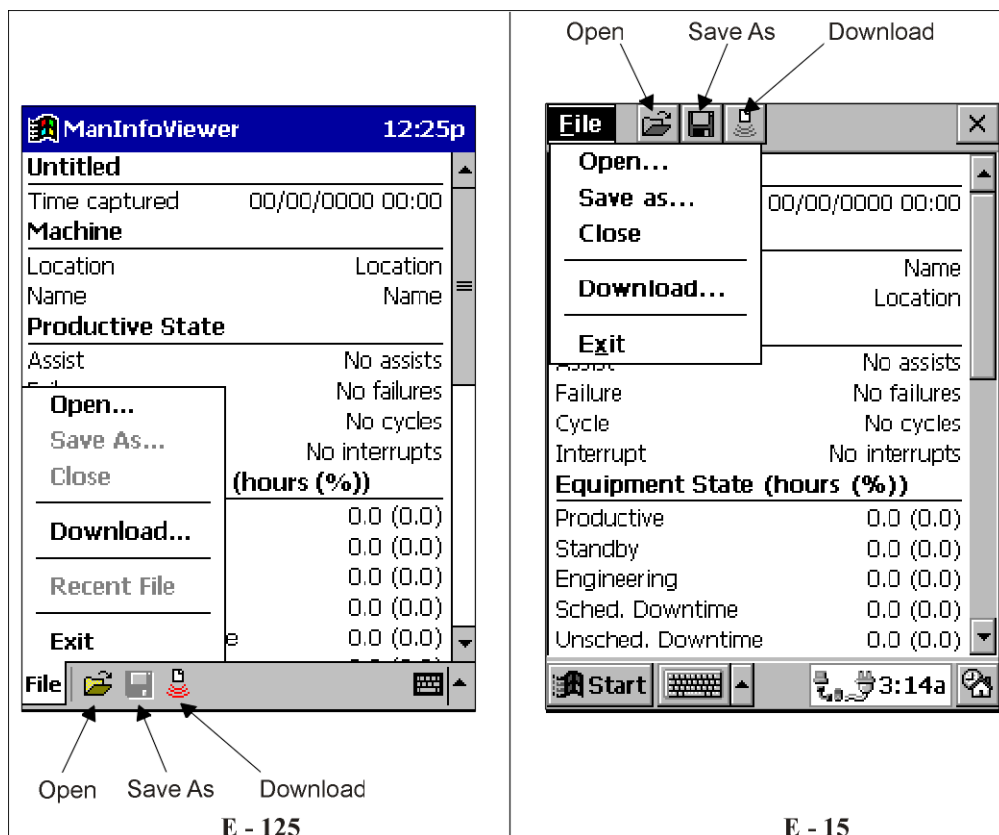 ManInfoViewer 12:25p
Untitled
Time captured 00/00/0000 00:00
Machine
Location Location
Name Name
Productive State
Assist No assists
No failures
No cycles
No interrupts
(hours (%))
0.0 (0.0)
0.0 (0.0)
0.0 (0.0)
0.0 (0.0)
e 0.0 (0.0)
Open...
Save As...
Close
Download...
Recent File
Exit
File
Open Save As Download
E - 125
Open Save As Download
File
Open...
Save as...
Close
Download...
Exit
00/00/0000 00:00
Name
Location
Assist No assists
Failure No failures
Cycle No cycles
Interrupt No interrupts
Equipment State (hours (%))
Productive 0.0 (0.0)
Standby 0.0 (0.0)
Engineering 0.0 (0.0)
Sched. Downtime 0.0 (0.0)
Unsched. Downtime 0.0 (0.0)
Start 3:14a
E - 15